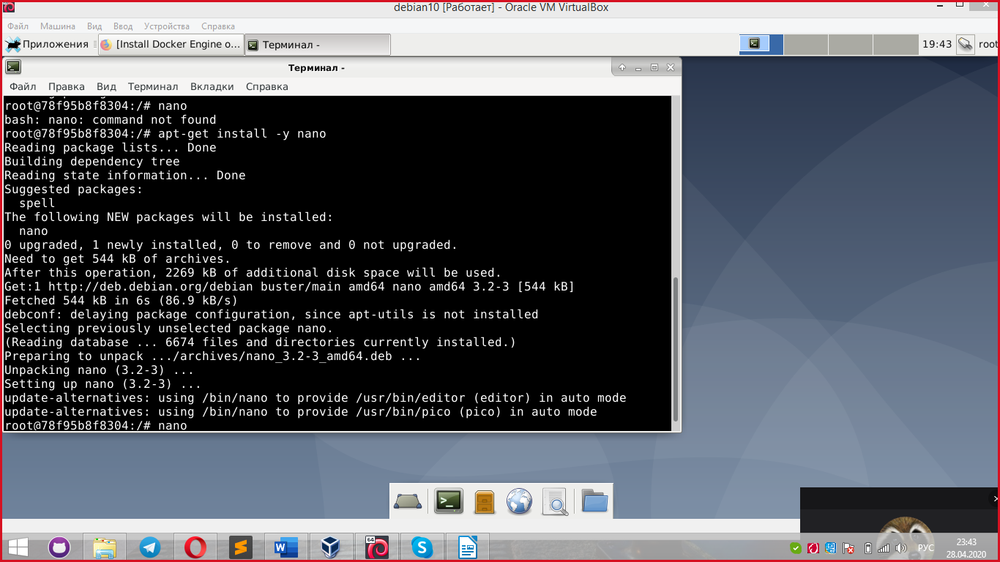 debian10 [Работает] - Oracle VM VirtualBox
Файл Машина Вид Ввод Устройства Справка
Приложения [Install Docker Engine o... Терминал - 19:43 root
Терминал -
Файл Правка Вид Терминал Вкладки Справка
root@78f95b8f8304:/# nano
bash: nano: command not found
root@78f95b8f8304:/# apt-get install -y nano
Reading package lists... Done
Building dependency tree
Reading state information... Done
Suggested packages:
  spell
The following NEW packages will be installed:
  nano
0 upgraded, 1 newly installed, 0 to remove and 0 not upgraded.
Need to get 544 kB of archives.
After this operation, 2269 kB of additional disk space will be used.
Get:1 http://deb.debian.org/debian buster/main amd64 nano amd64 3.2-3 [544 kB]
Fetched 544 kB in 6s (86.9 kB/s)
debconf: delaying package configuration, since apt-utils is not installed
Selecting previously unselected package nano.
(Reading database ... 6674 files and directories currently installed.)
Preparing to unpack .../archives/nano_3.2-3_amd64.deb ...
Unpacking nano (3.2-3) ...
Setting up nano (3.2-3) ...
update-alternatives: using /bin/nano to provide /usr/bin/editor (editor) in auto mode
update-alternatives: using /bin/nano to provide /usr/bin/pico (pico) in auto mode
root@78f95b8f8304:/# nano
64
РУС
23:43
28.04.2020